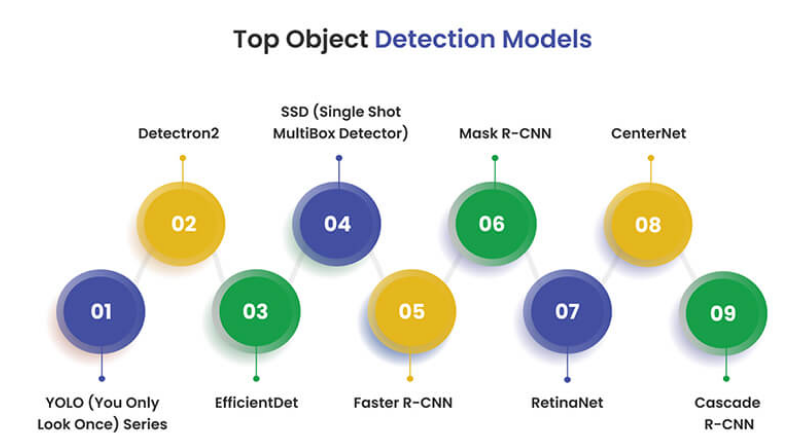 Top Object Detection Models
01
YOLO (You Only
Look Once) Series
02
Detectron2
03
EfficientDet
04
SSD (Single Shot
MultiBox Detector)
05
Faster R-CNN
06
Mask R-CNN
07
RetinaNet
08
CenterNet
09
Cascade
R-CNN